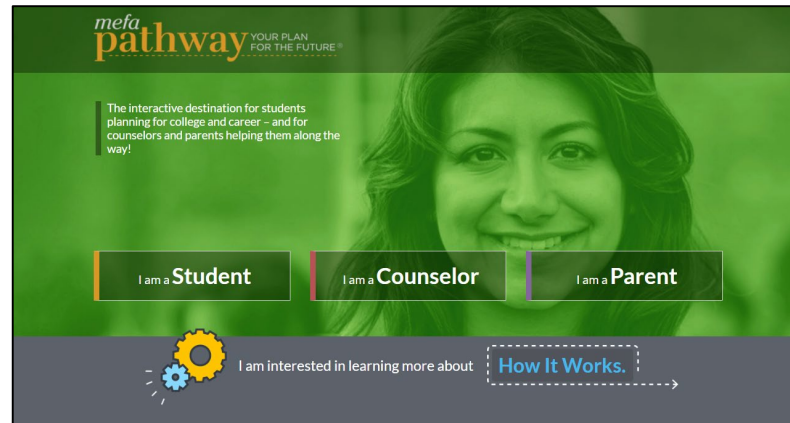 mefa
pathway YOUR PLAN
FOR THE FUTURE®
The interactive destination for students
planning for college and career – and for
counselors and parents helping them along the
way!
I am a Student
I am a Counselor
I am a Parent
I am interested in learning more about How It Works.